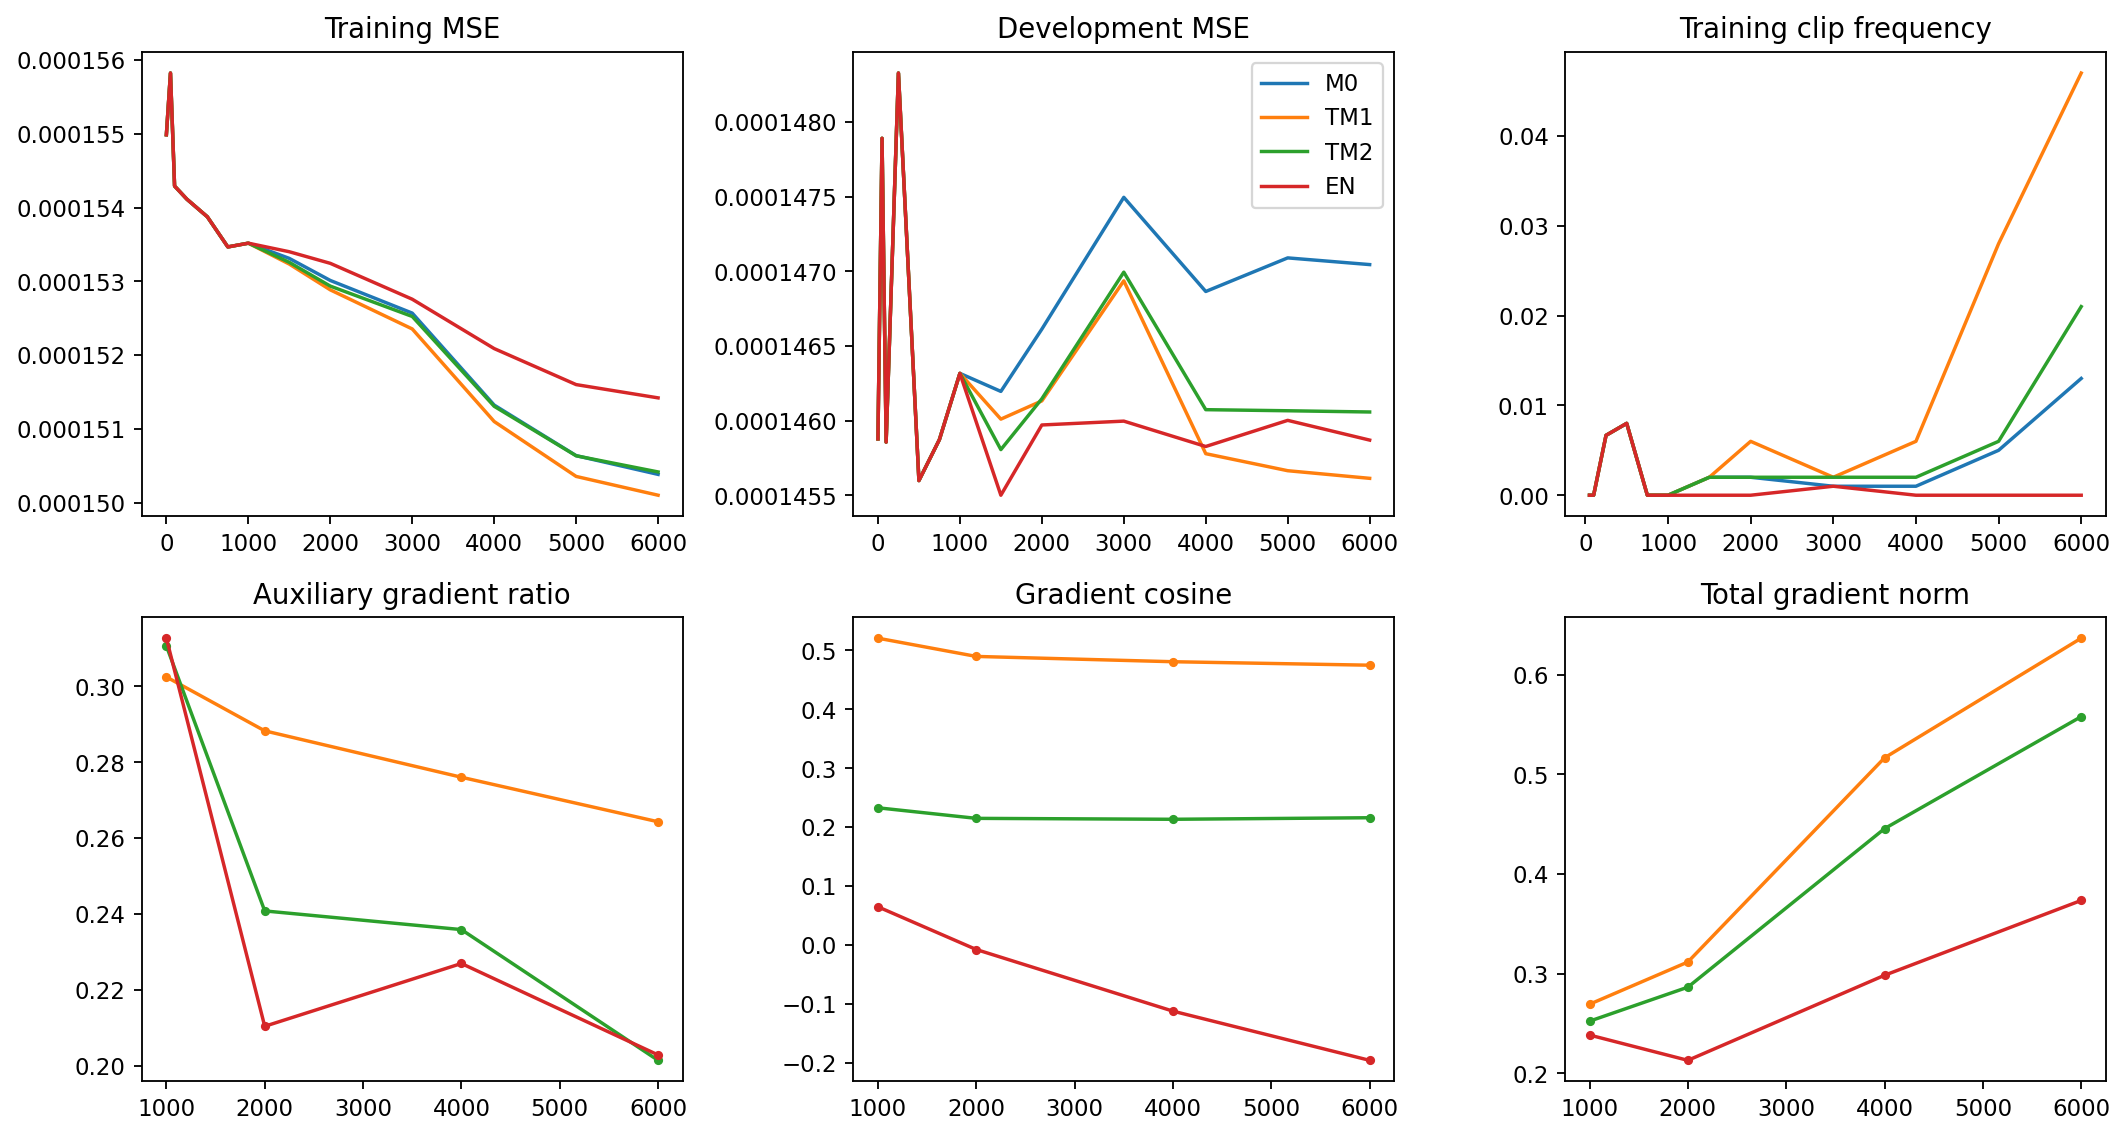 Training MSE
0.000156
0.000155
0.000154
0.000153
0.000152
0.000151
0.000150
0 1000 2000 3000 4000 5000 6000
Development MSE
0.0001480
0.0001475
0.0001470
0.0001465
0.0001460
0.0001455
M0
TM1
TM2
EN
0 1000 2000 3000 4000 5000 6000
Training clip frequency
0.04
0.03
0.02
0.01
0.00
0 1000 2000 3000 4000 5000 6000
Auxiliary gradient ratio
0.30
0.28
0.26
0.24
0.22
0.20
1000 2000 3000 4000 5000 6000
Gradient cosine
0.5
0.4
0.3
0.2
0.1
0.0
−0.1
−0.2
1000 2000 3000 4000 5000 6000
Total gradient norm
0.6
0.5
0.4
0.3
0.2
1000 2000 3000 4000 5000 6000